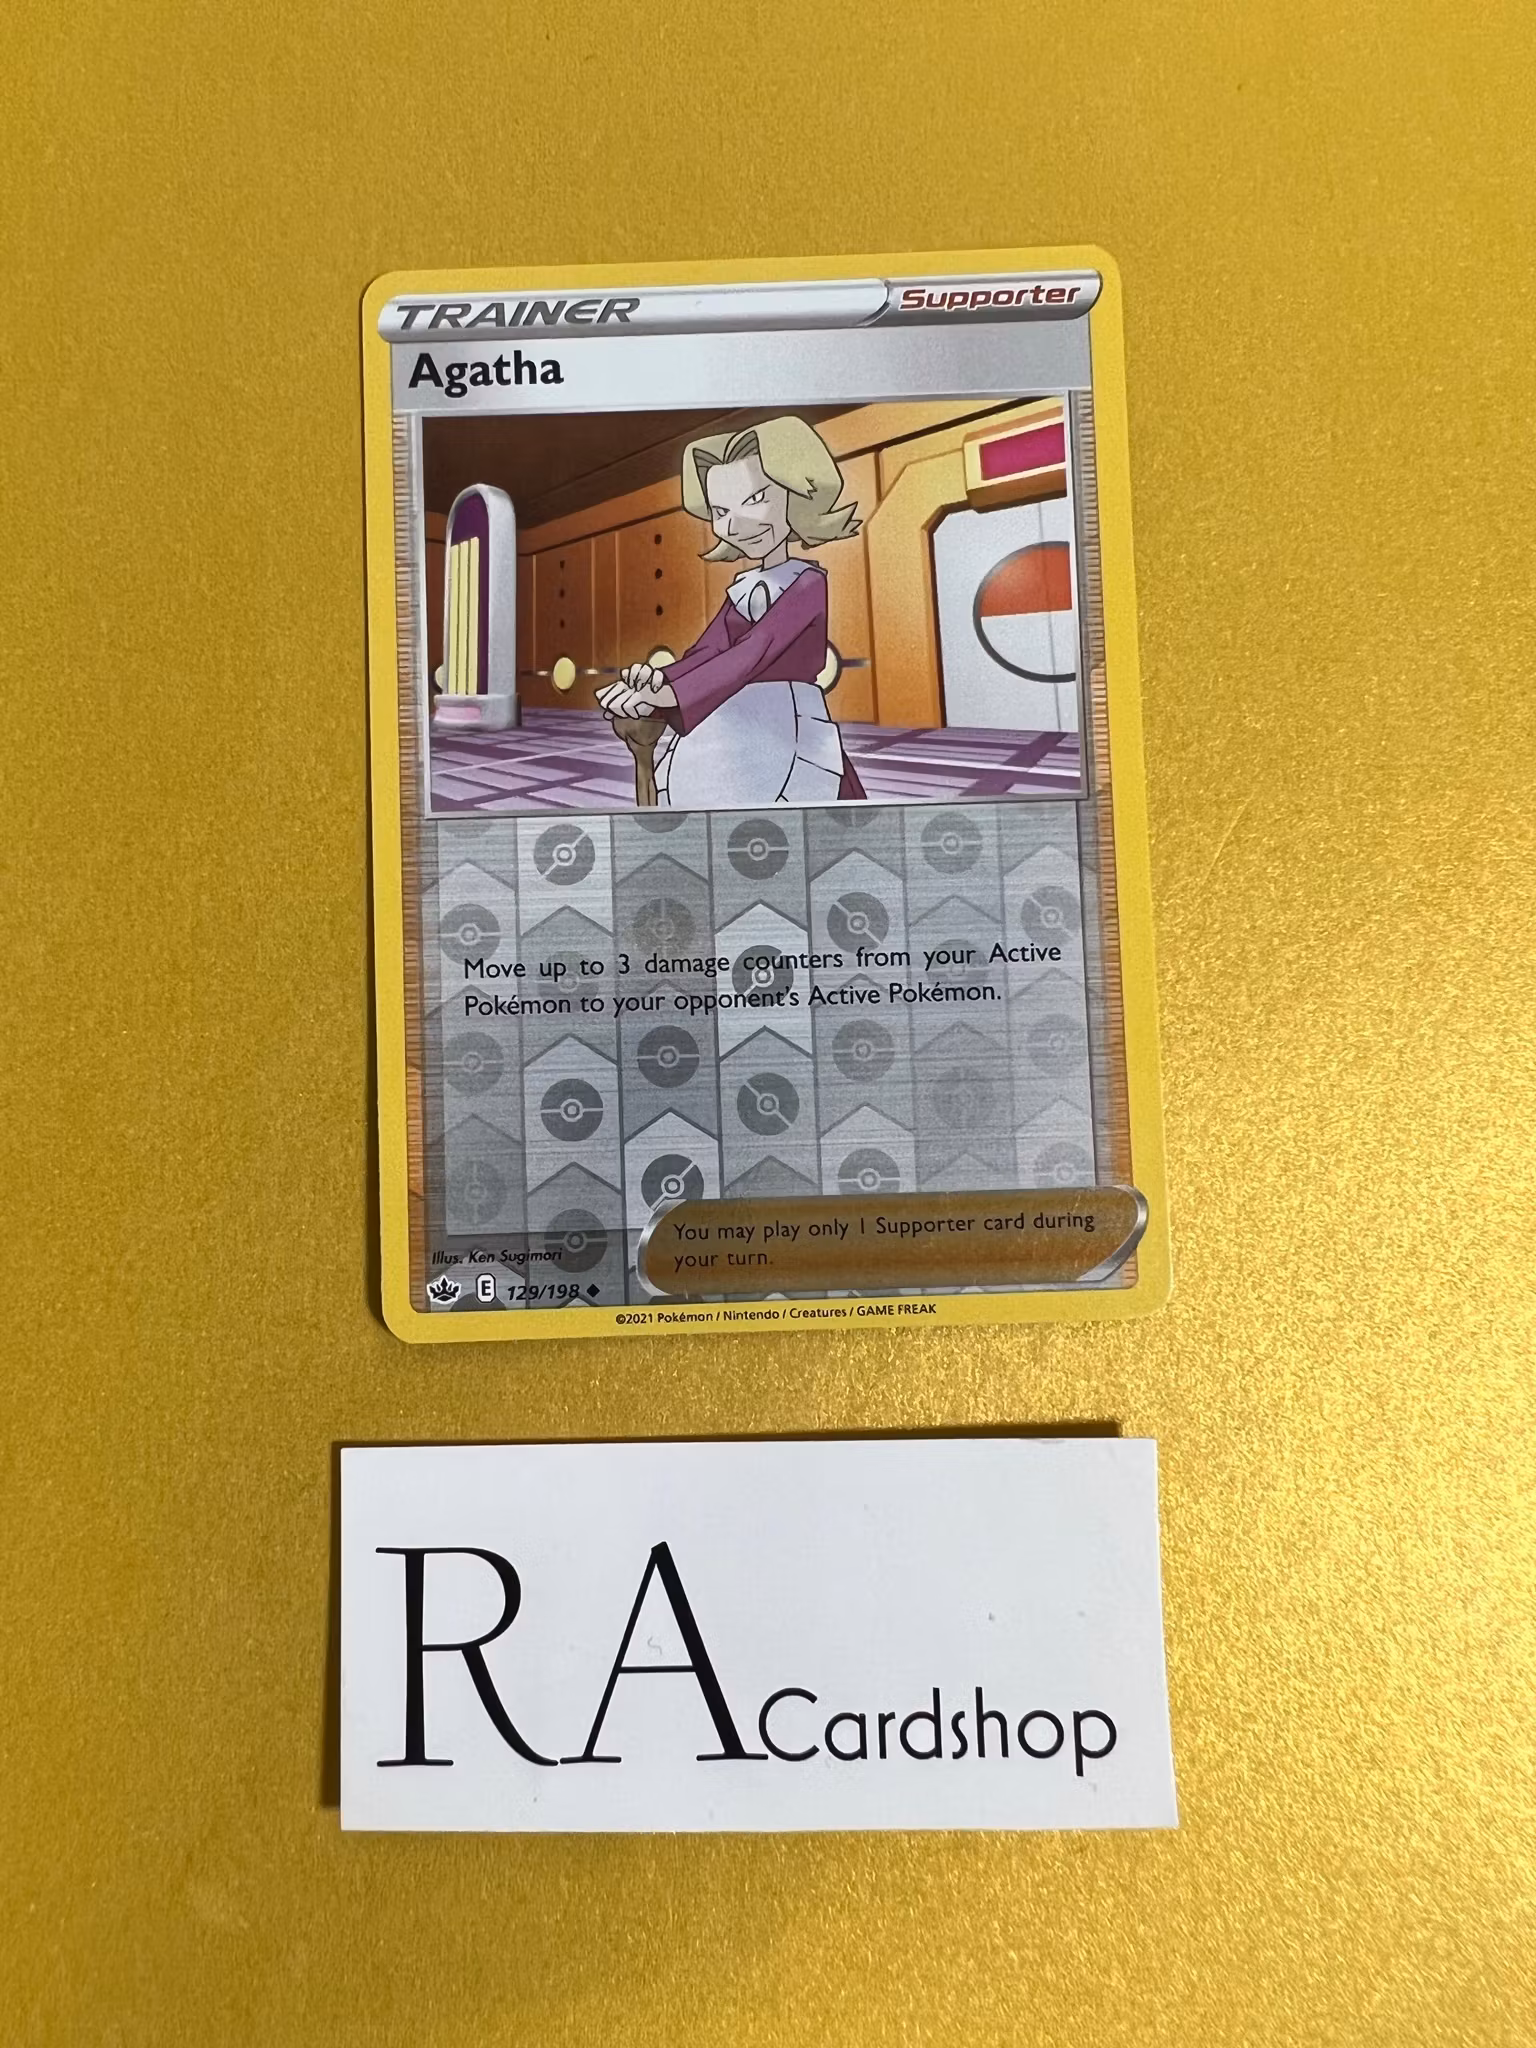 TRAINER Supporter
Agatha
Move up to 3 damage counters from your Active
Pokémon to your opponent's Active Pokémon.
You may play only 1 Supporter card during
your turn.
Illus. Ken Sugimori
E 129/198
©2021 Pokémon / Nintendo / Creatures / GAME FREAK
RA Cardshop